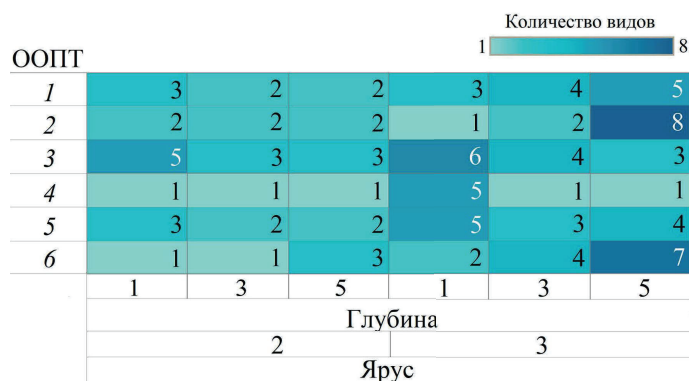 Количество видов
1 8
ООПТ
1 3 2 2 3 4 5
2 2 2 2 1 2 8
3 5 3 3 6 4 3
4 1 1 1 5 1 1
5 3 2 2 5 3 4
6 1 1 3 2 4 7
1 3 5 1 3 5
Глубина
2 3
Ярус